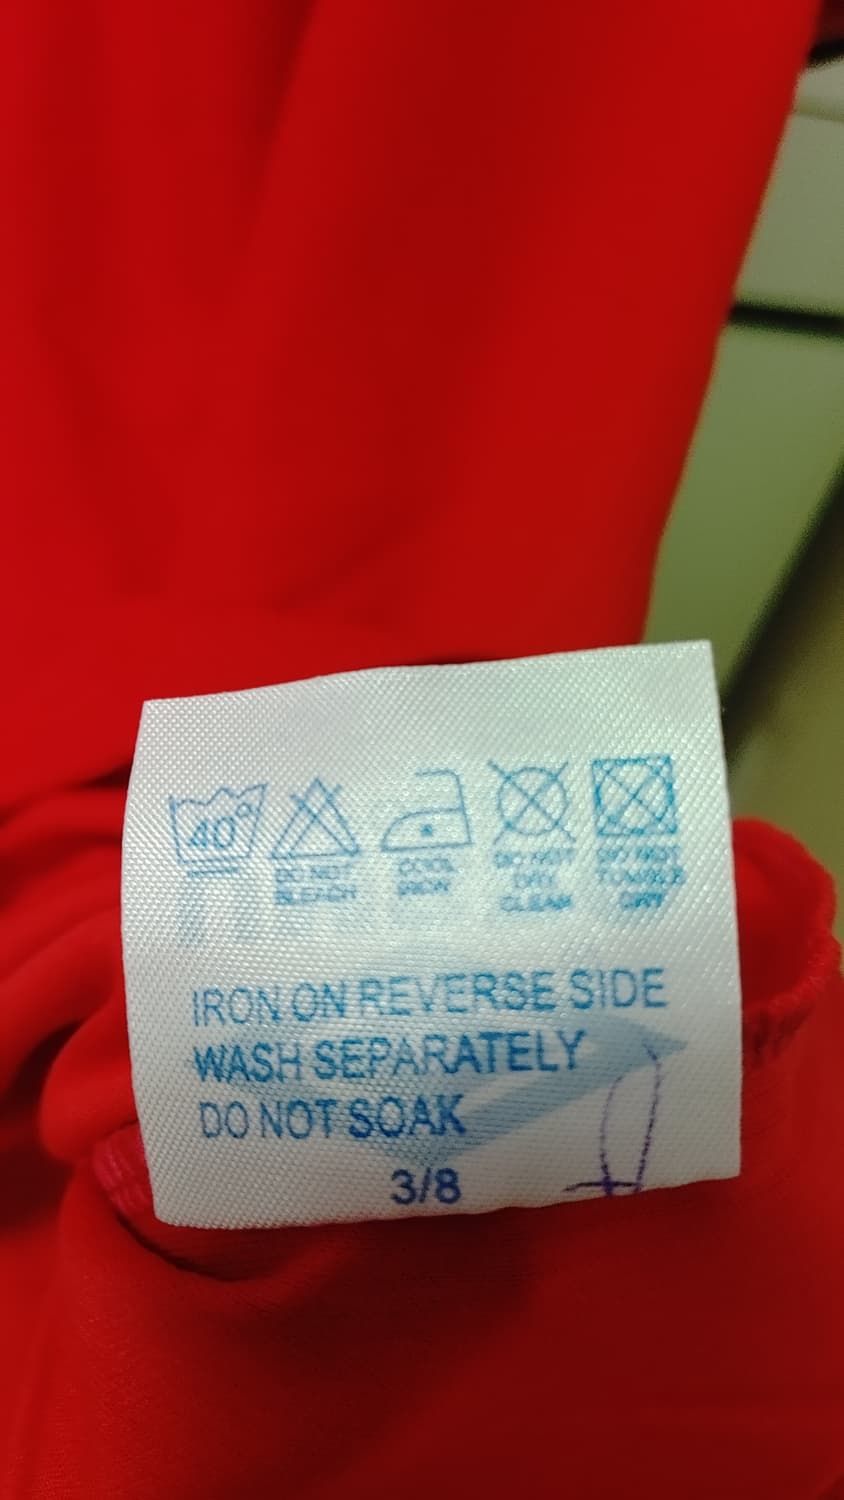 40°
DO NOT BLEACH
COOL IRON
DO NOT DRY CLEAN
DO NOT TUMBLE DRY
IRON ON REVERSE SIDE
WASH SEPARATELY
DO NOT SOAK
3/8